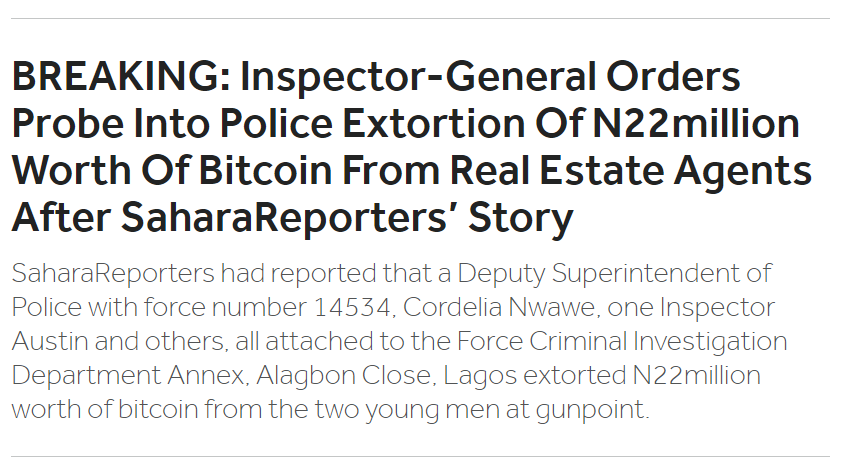 BREAKING: Inspector-General Orders
Probe Into Police Extortion Of N22million
Worth Of Bitcoin From Real Estate Agents
After SaharaReporters’ Story
SaharaReporters had reported that a Deputy Superintendent of
Police with force number 14534, Cordelia Nwawe, one Inspector
Austin and others, all attached to the Force Criminal Investigation
Department Annex, Alagbon Close, Lagos extorted N22million
worth of bitcoin from the two young men at gunpoint.